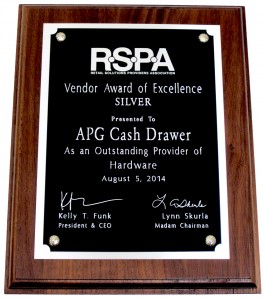 R·S·P·A
RETAIL SOLUTIONS PROVIDERS ASSOCIATION
Vendor Award of Excellence
SILVER
Presented To
APG Cash Drawer
As an Outstanding Provider of
Hardware
August 5, 2014
Kelly T. Funk Lynn Skurla
President & CEO Madam Chairman